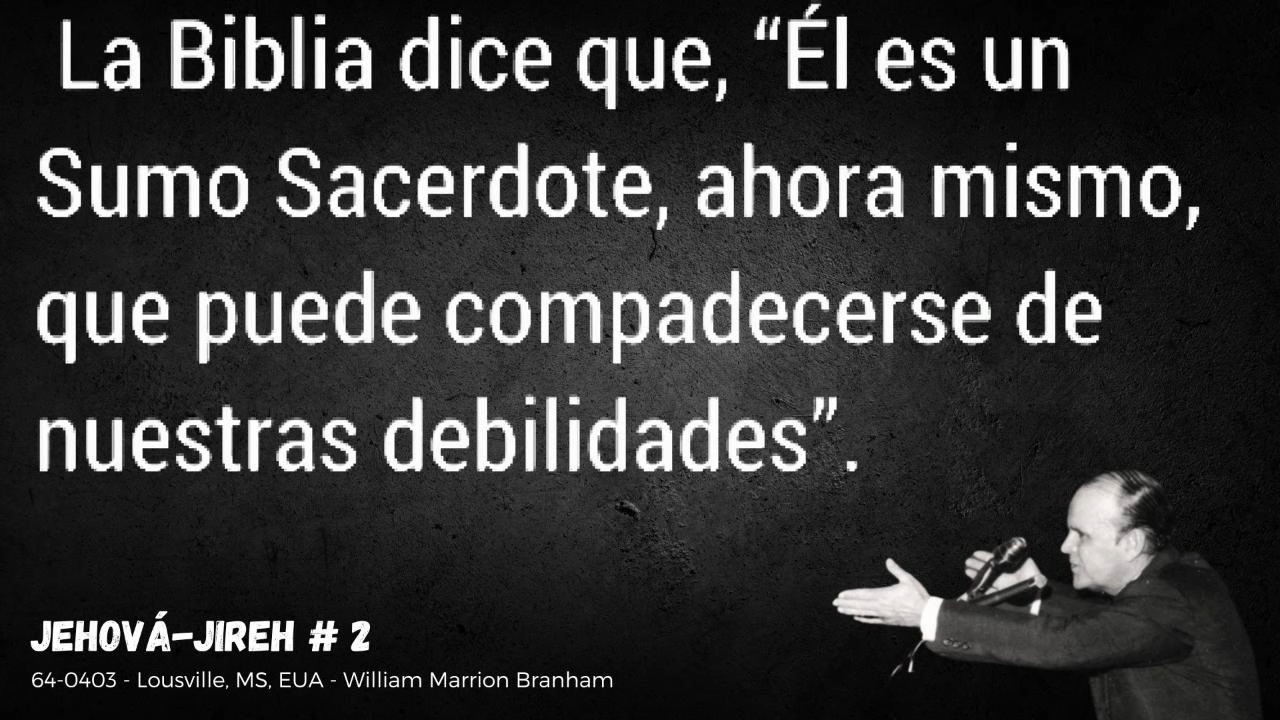 La Biblia dice que, “Él es un
Sumo Sacerdote, ahora mismo,
que puede compadecerse de
nuestras debilidades”.
JEHOVÁ-JIREH # 2
64-0403 - Lousville, MS, EUA - William Marrion Branham